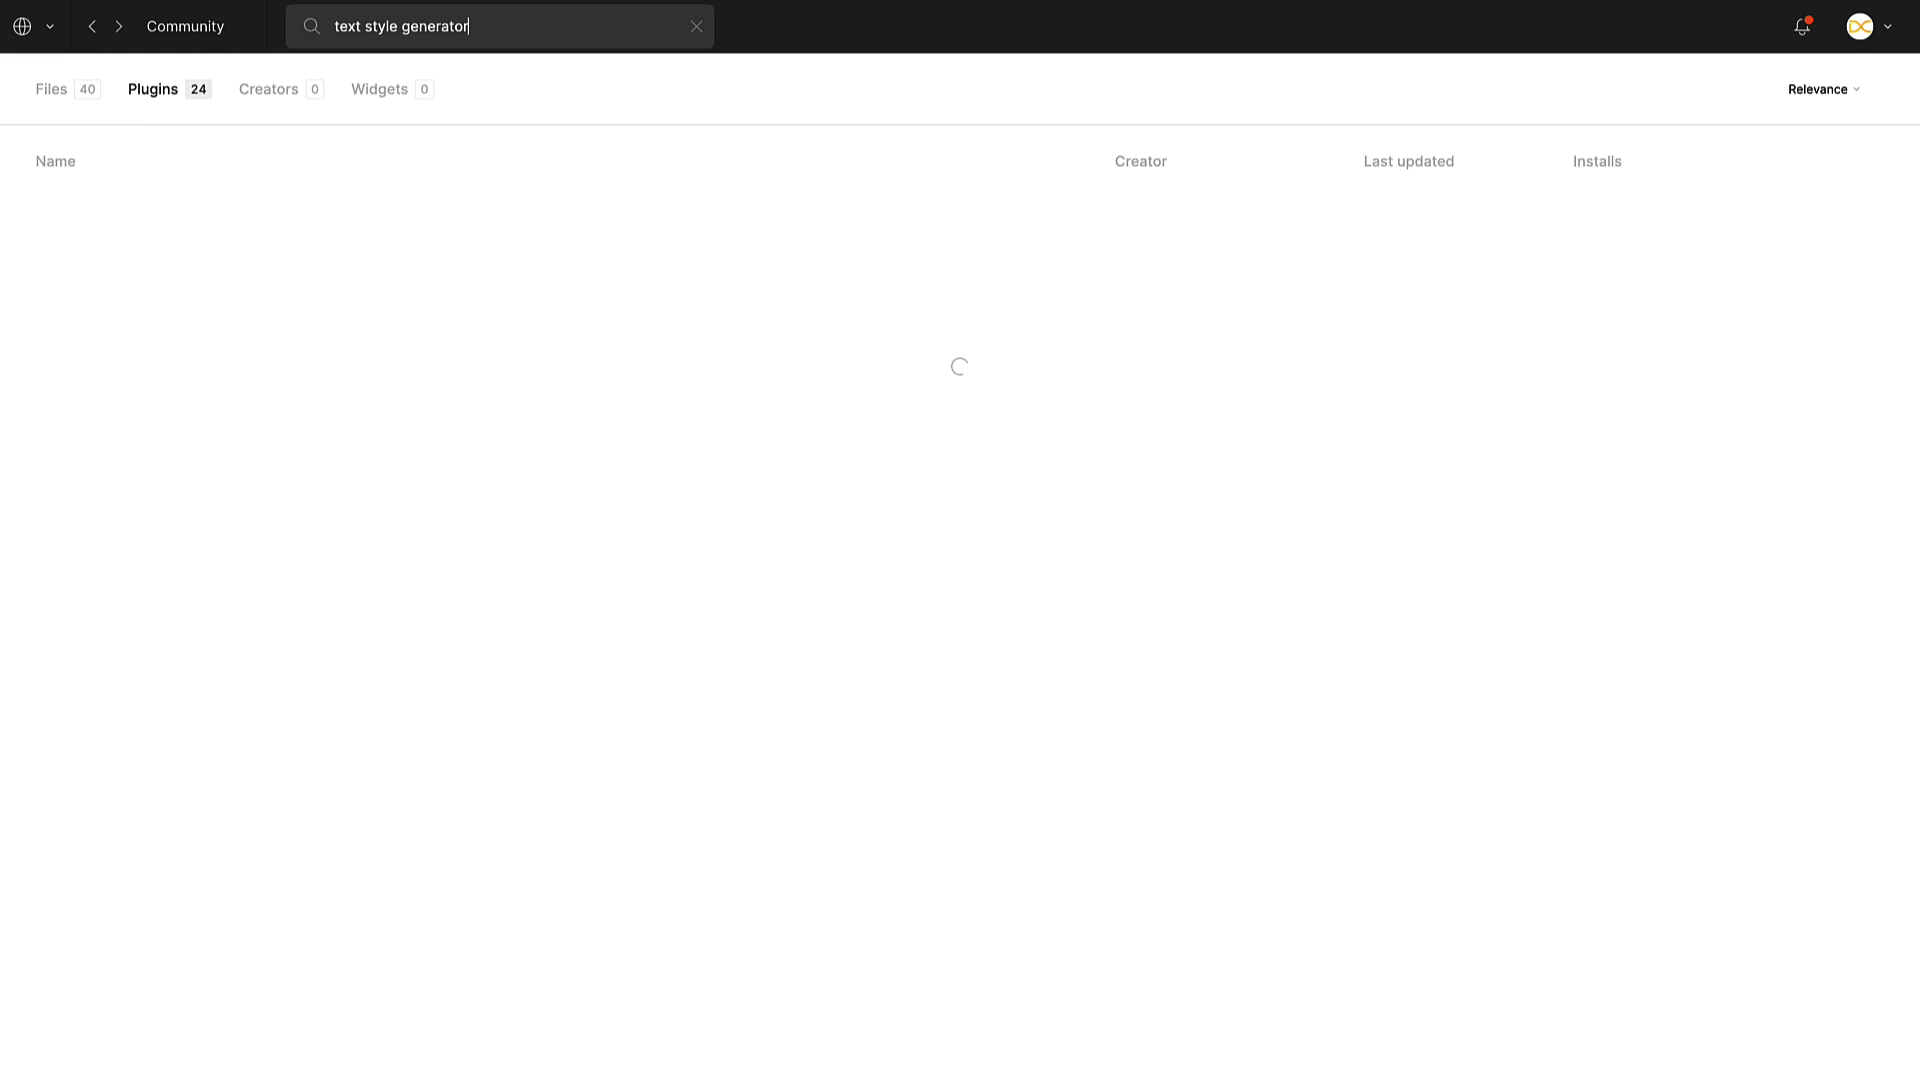 Community
text style generator
Files 40
Plugins 24
Creators 0
Widgets 0
Relevance
Name
Creator
Last updated
Installs